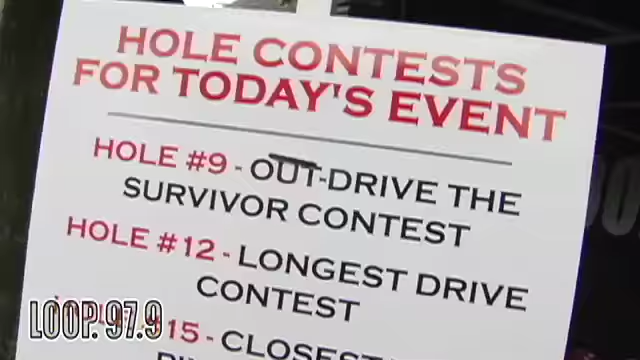 HOLE CONTESTS
FOR TODAY'S EVENT
HOLE #9 - OUT-DRIVE THE
SURVIVOR CONTEST
HOLE #12 - LONGEST DRIVE
CONTEST
#15 - CLOSEST
LOOP. 97.9